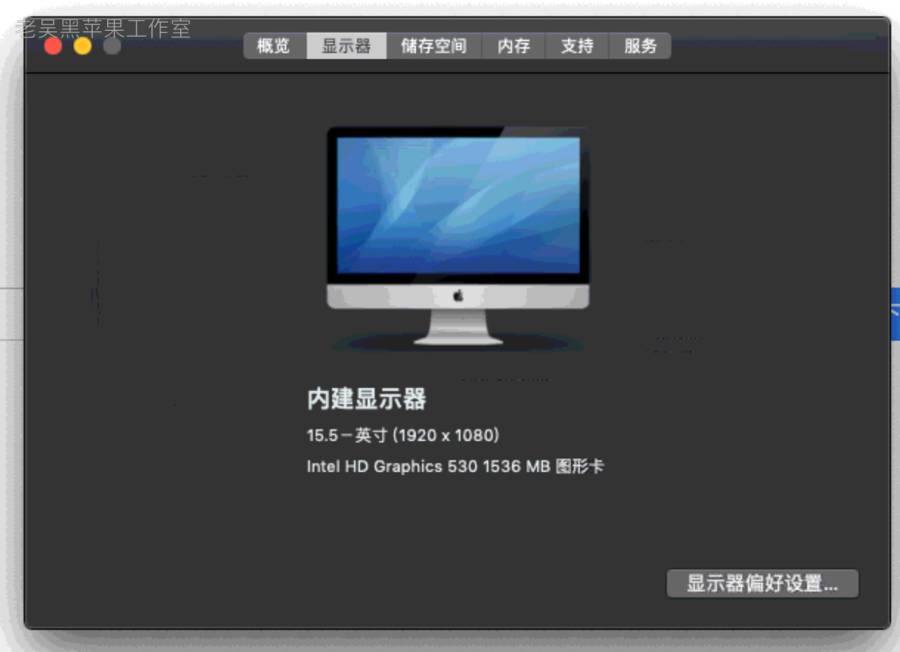 老吴黑苹果工作室
概览 显示器 储存空间 内存 支持 服务
内建显示器
15.5-英寸 (1920 x 1080)
Intel HD Graphics 530 1536 MB 图形卡
显示器偏好设置...